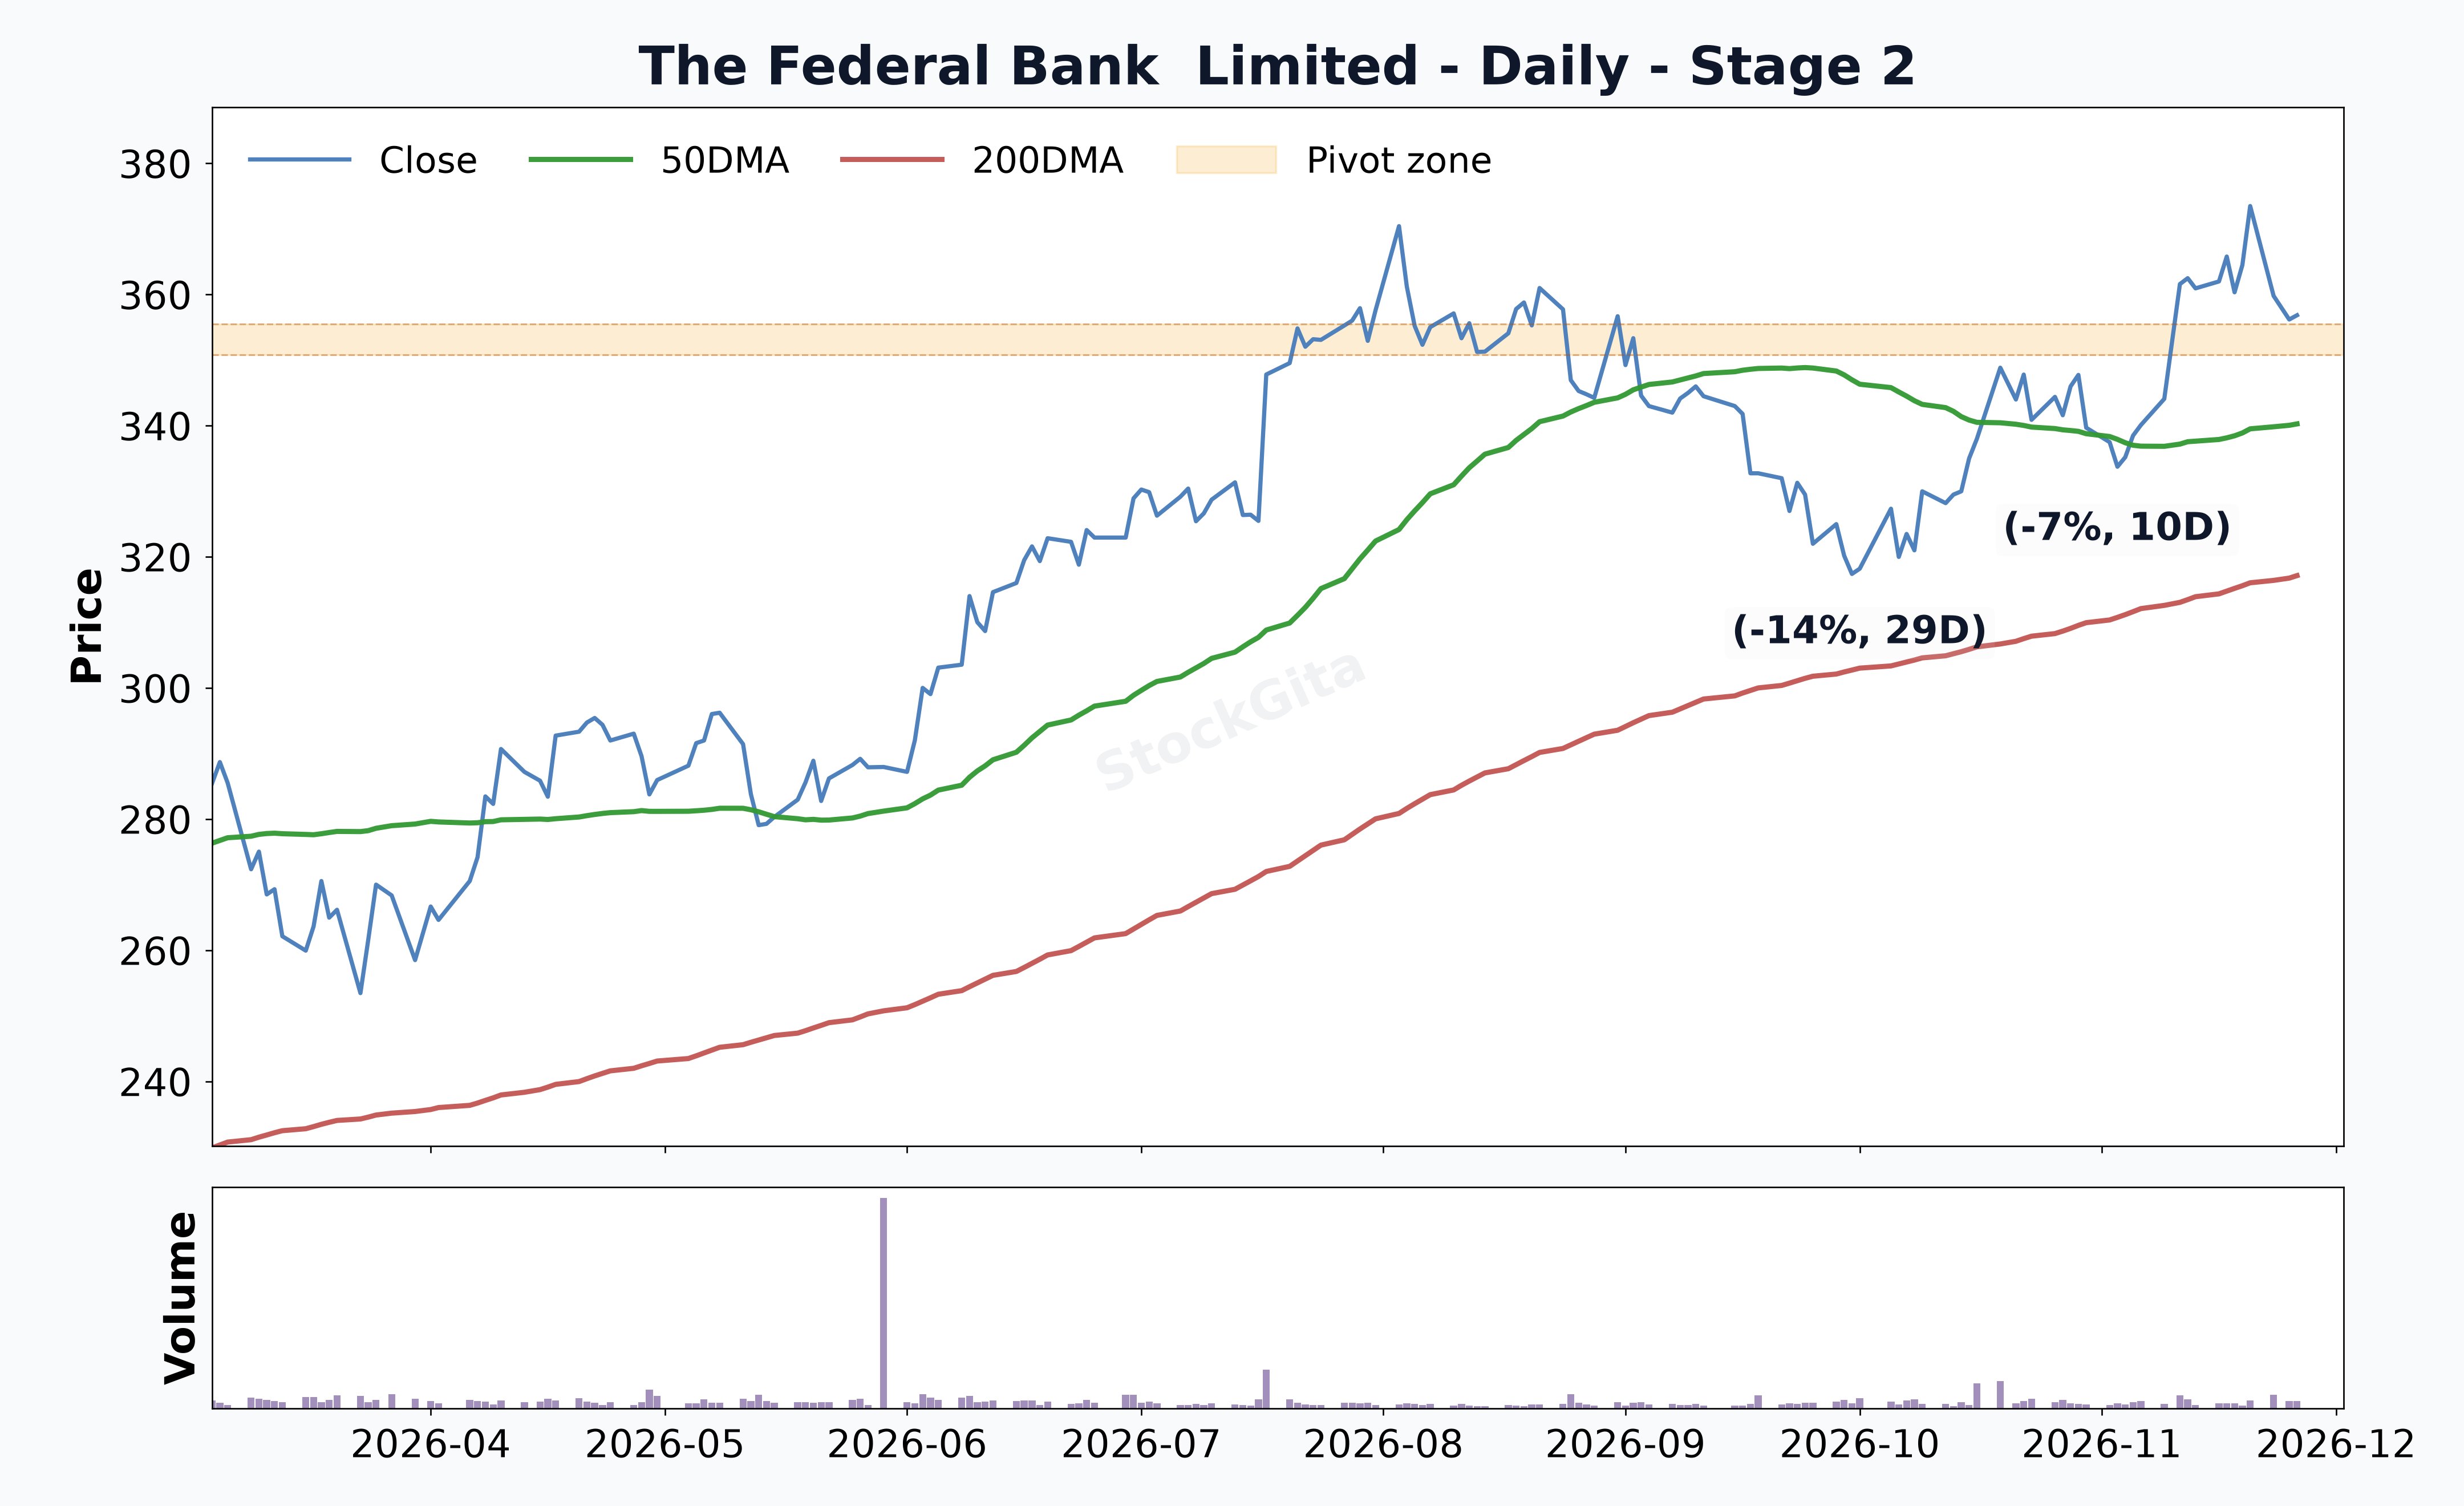 The Federal Bank  Limited - Daily - Stage 2
Close 50DMA 200DMA Pivot zone
380
360
340
320
300
280
260
240
Price
(-7%, 10D)
(-14%, 29D)
StockGita
Volume
2026-04 2026-05 2026-06 2026-07 2026-08 2026-09 2026-10 2026-11 2026-12